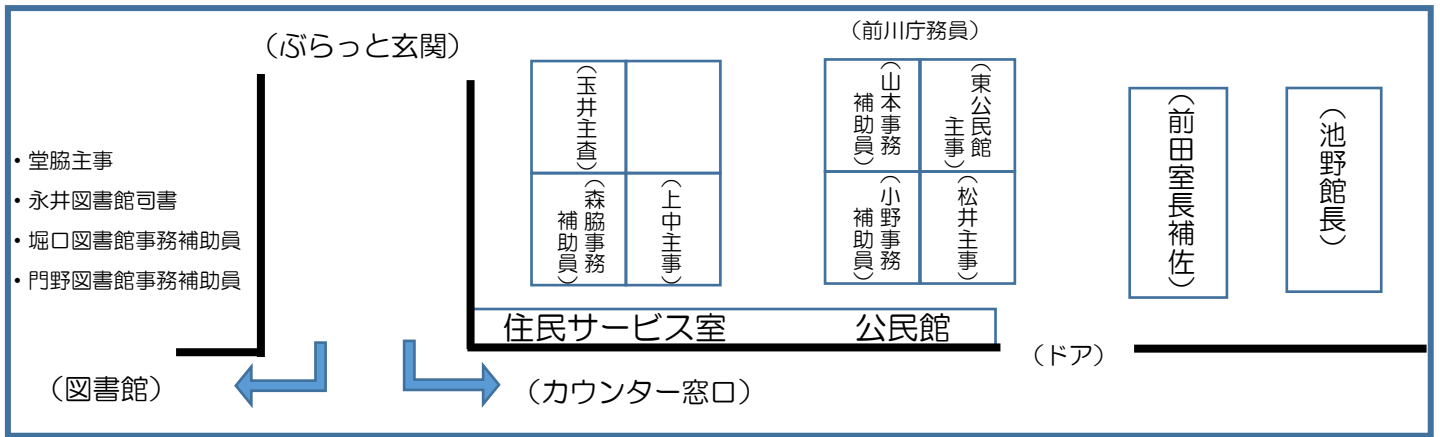 （ぷらっと玄関）
（前川庁務員）
（玉井主査）
（山本事務
補助員）
（東公民館
主事）
（前田室長補佐）
（池野館長）
・堂脇主事
・永井図書館司書
・堀口図書館事務補助員
・門野図書館事務補助員
（森脇事務
補助員）
（上中主事）
（小野事務
補助員）
（松井主事）
住民サービス室
公民館
（ドア）
（図書館）
（カウンター窓口）